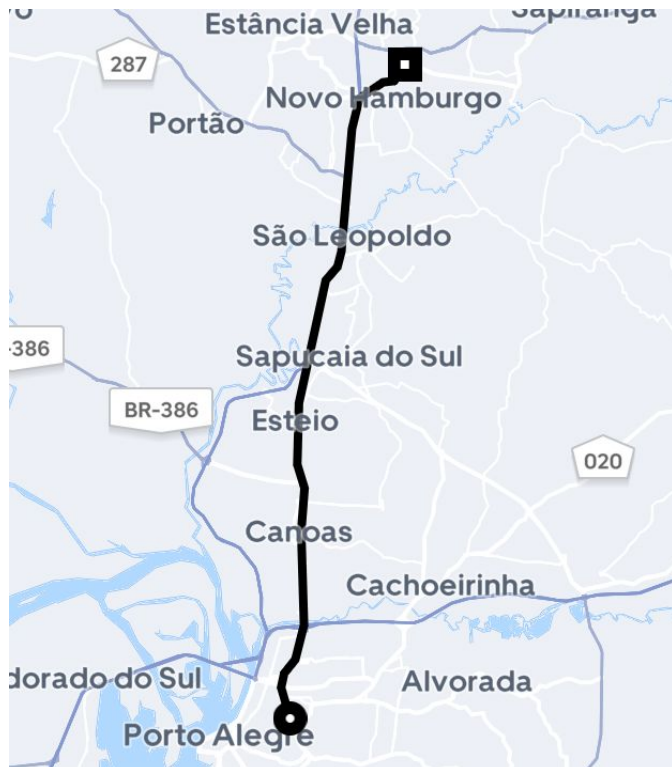 Estância Velha
Sapiranga
287
Novo Hamburgo
Portão
São Leopoldo
-386
Sapucaia do Sul
BR-386
Esteio
020
Canoas
Cachoeirinha
dorado do Sul
Alvorada
Porto Alegre